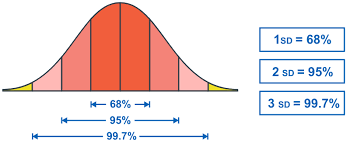 68%
95%
99.7%
1SD = 68%
2 SD = 95%
3 SD = 99.7%